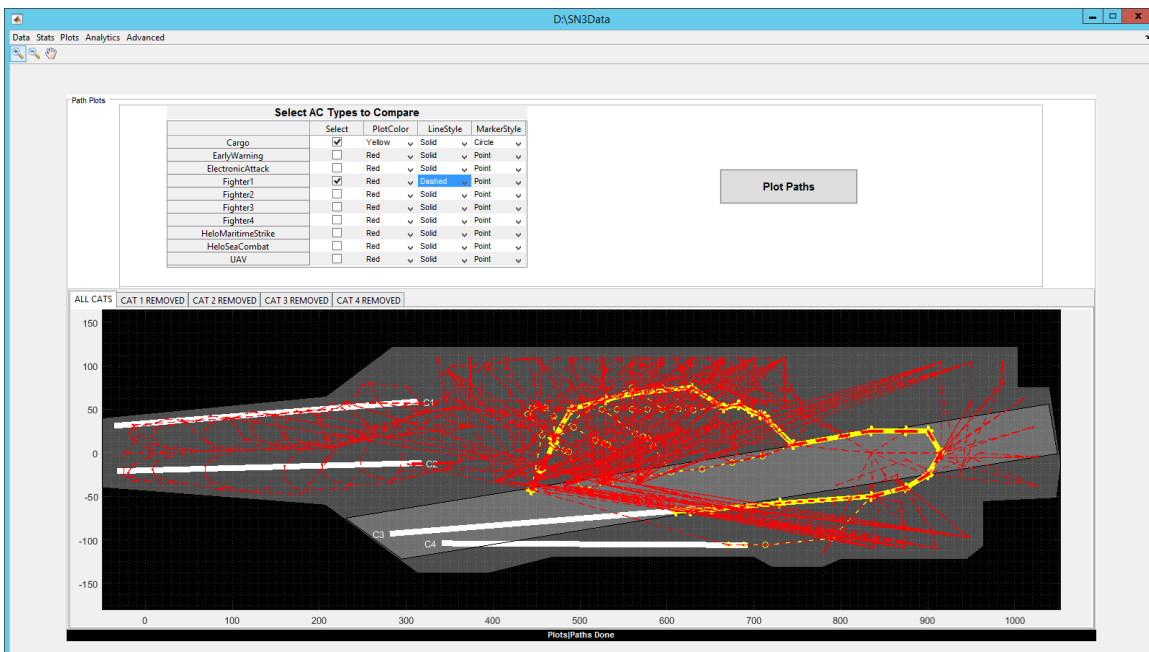 D:\SN3Data
Data Stats Plots Analytics Advanced
Path Plots
Select AC Types to Compare
Select PlotColor LineStyle MarkerStyle
Cargo Yellow Solid Circle
EarlyWarning Red Solid Point
ElectronicAttack Red Solid Point
Fighter1 Red Dashed Point
Fighter2 Red Solid Point
Fighter3 Red Solid Point
Fighter4 Red Solid Point
HeloMaritimeStrike Red Solid Point
HeloSeaCombat Red Solid Point
UAV Red Solid Point
Plot Paths
ALL CATS CAT 1 REMOVED CAT 2 REMOVED CAT 3 REMOVED CAT 4 REMOVED
150
100
50
0
-50
-100
-150
C1
C2
C3
C4
0 100 200 300 400 500 600 700 800 900 1000
Plots|Paths Done